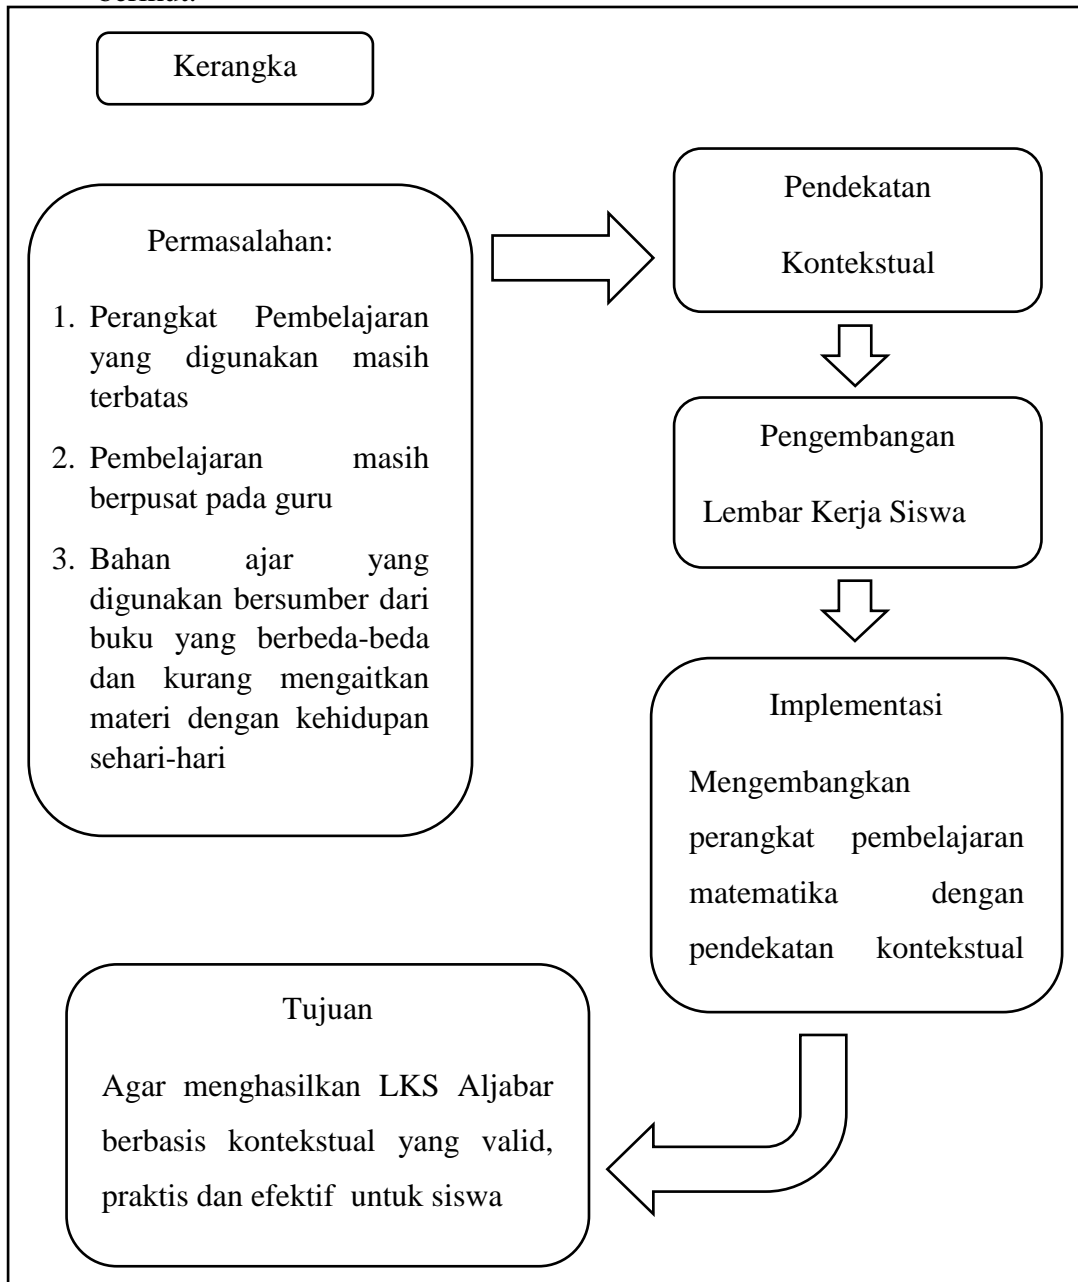 Kerangka
Permasalahan:
1. Perangkat Pembelajaran
yang digunakan masih
terbatas
2. Pembelajaran masih
berpusat pada guru
3. Bahan ajar yang
digunakan bersumber dari
buku yang berbeda-beda
dan kurang mengaitkan
materi dengan kehidupan
sehari-hari
Pendekatan
Kontekstual
Pengembangan
Lembar Kerja Siswa
Implementasi
Mengembangkan
perangkat pembelajaran
matematika dengan
pendekatan kontekstual
Tujuan
Agar menghasilkan LKS Aljabar
berbasis kontekstual yang valid,
praktis dan efektif untuk siswa